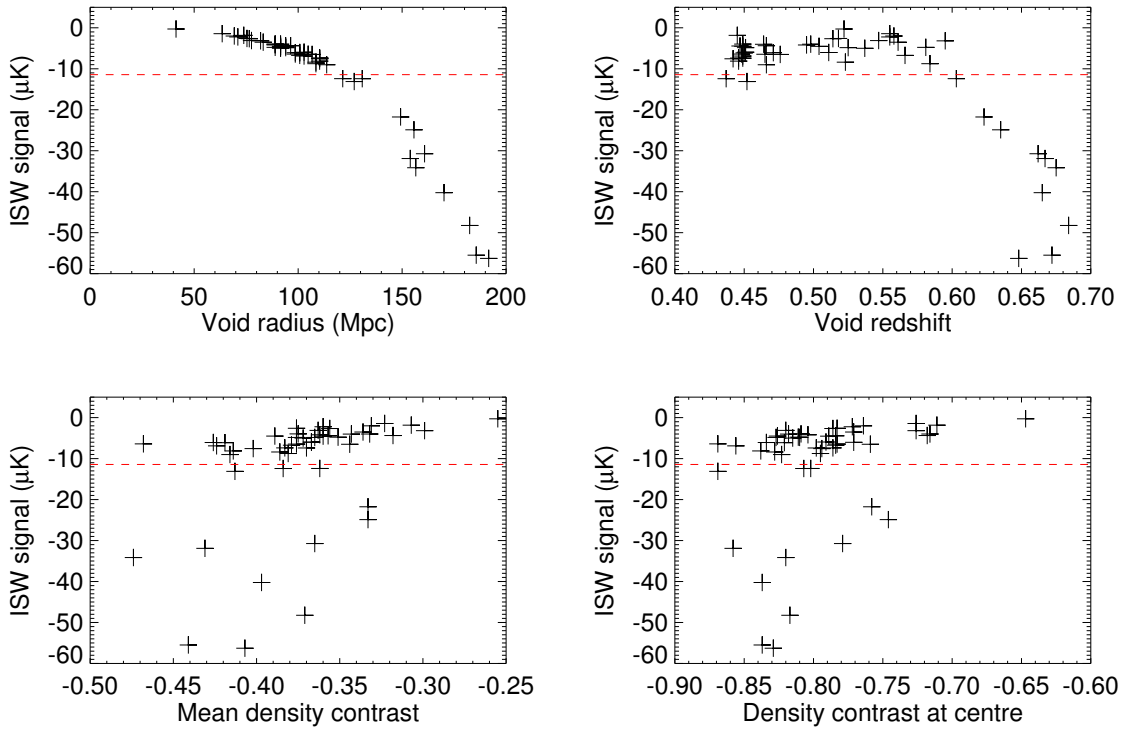 0
-10
-20
-30
-40
-50
-60
ISW signal (μK)
0 50 100 150 200
Void radius (Mpc)
0
-10
-20
-30
-40
-50
-60
ISW signal (μK)
0.40 0.45 0.50 0.55 0.60 0.65 0.70
Void redshift
0
-10
-20
-30
-40
-50
-60
ISW signal (μK)
-0.50 -0.45 -0.40 -0.35 -0.30 -0.25
Mean density contrast
0
-10
-20
-30
-40
-50
-60
ISW signal (μK)
-0.90 -0.85 -0.80 -0.75 -0.70 -0.65 -0.60
Density contrast at centre